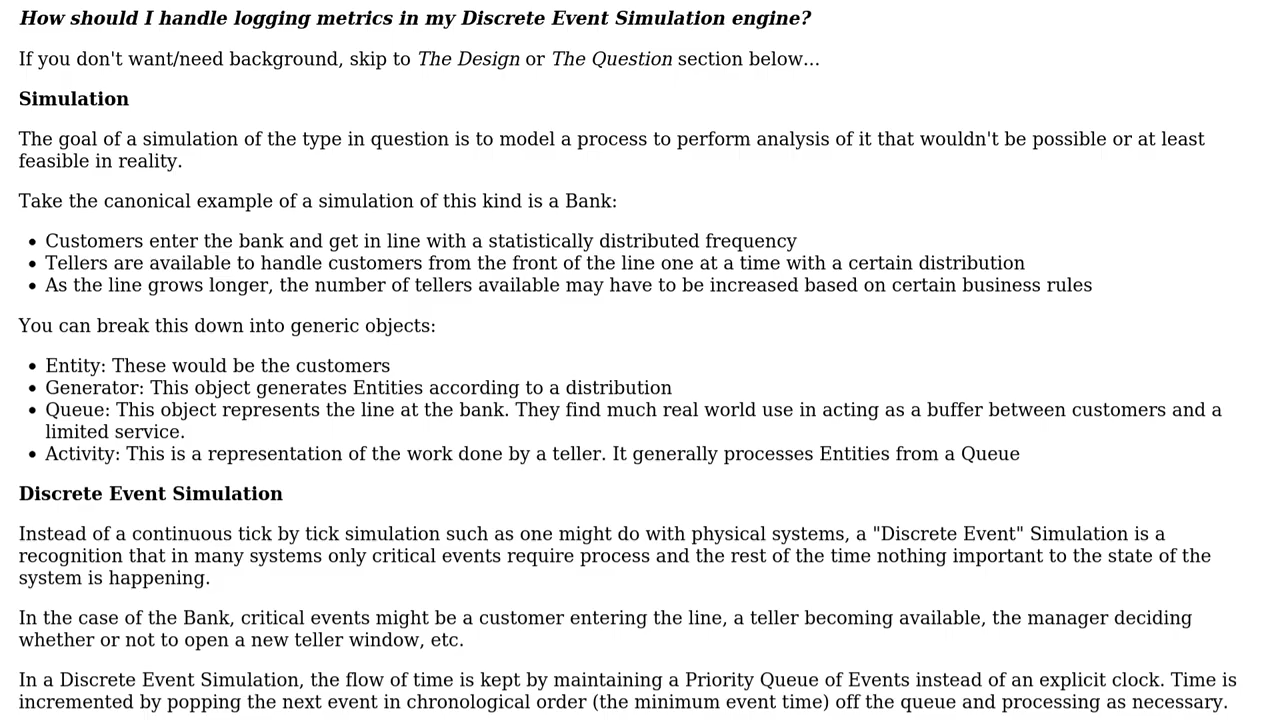 How should I handle logging metrics in my Discrete Event Simulation engine?
If you don't want/need background, skip to The Design or The Question section below...
Simulation
The goal of a simulation of the type in question is to model a process to perform analysis of it that wouldn't be possible or at least
feasible in reality.
Take the canonical example of a simulation of this kind is a Bank:
• Customers enter the bank and get in line with a statistically distributed frequency
• Tellers are available to handle customers from the front of the line one at a time with a certain distribution
• As the line grows longer, the number of tellers available may have to be increased based on certain business rules
You can break this down into generic objects:
• Entity: These would be the customers
• Generator: This object generates Entities according to a distribution
• Queue: This object represents the line at the bank. They find much real world use in acting as a buffer between customers and a
limited service.
• Activity: This is a representation of the work done by a teller. It generally processes Entities from a Queue
Discrete Event Simulation
Instead of a continuous tick by tick simulation such as one might do with physical systems, a "Discrete Event" Simulation is a
recognition that in many systems only critical events require process and the rest of the time nothing important to the state of the
system is happening.
In the case of the Bank, critical events might be a customer entering the line, a teller becoming available, the manager deciding
whether or not to open a new teller window, etc.
In a Discrete Event Simulation, the flow of time is kept by maintaining a Priority Queue of Events instead of an explicit clock. Time is
incremented by popping the next event in chronological order (the minimum event time) off the queue and processing as necessary.